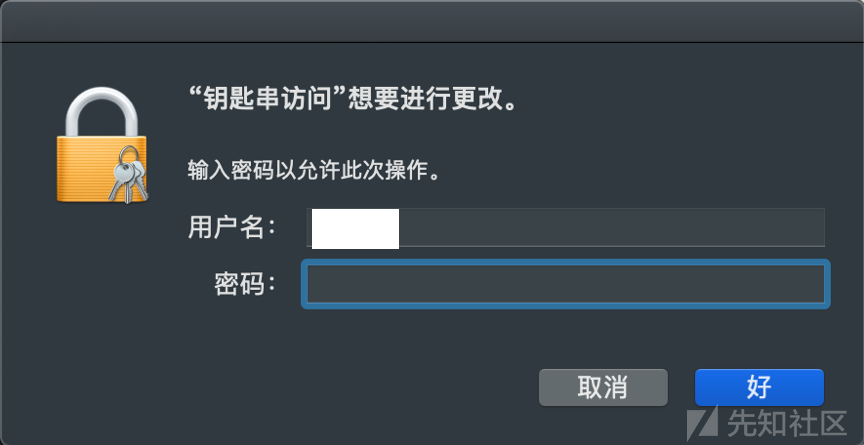 “钥匙串访问”想要进行更改。
输入密码以允许此次操作。
用户名：
密码：
取消
好
先知社区